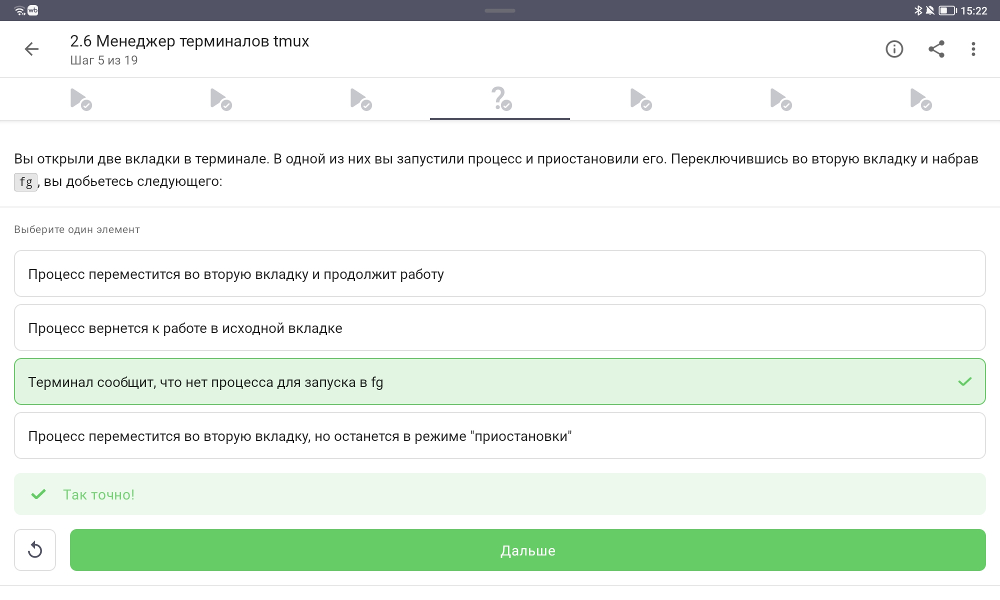 wb
15:22
2.6 Менеджер терминалов tmux
Шаг 5 из 19
Вы открыли две вкладки в терминале. В одной из них вы запустили процесс и приостановили его. Переключившись во вторую вкладку и набрав
fg, вы добьетесь следующего:
Выберите один элемент
Процесс переместится во вторую вкладку и продолжит работу
Процесс вернется к работе в исходной вкладке
Терминал сообщит, что нет процесса для запуска в fg
Процесс переместится во вторую вкладку, но останется в режиме "приостановки"
Так точно!
Дальше